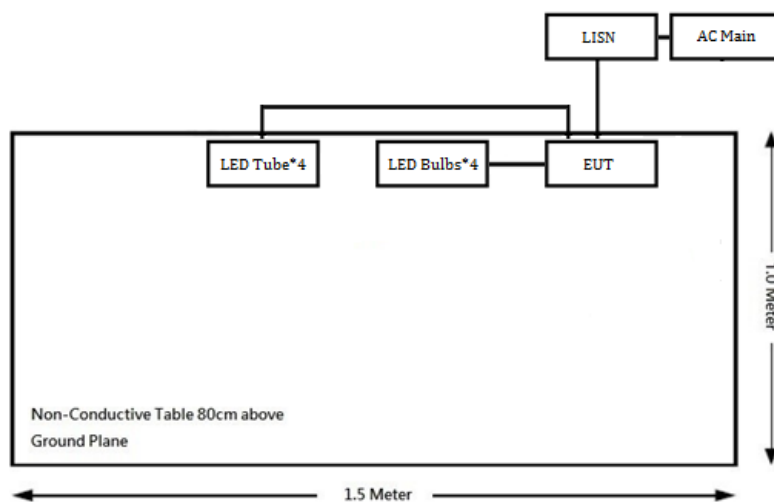 LISN
AC Main
LED Tube*4
LED Bulbs*4
EUT
1.0 Meter
Non-Conductive Table 80cm above
Ground Plane
1.5 Meter